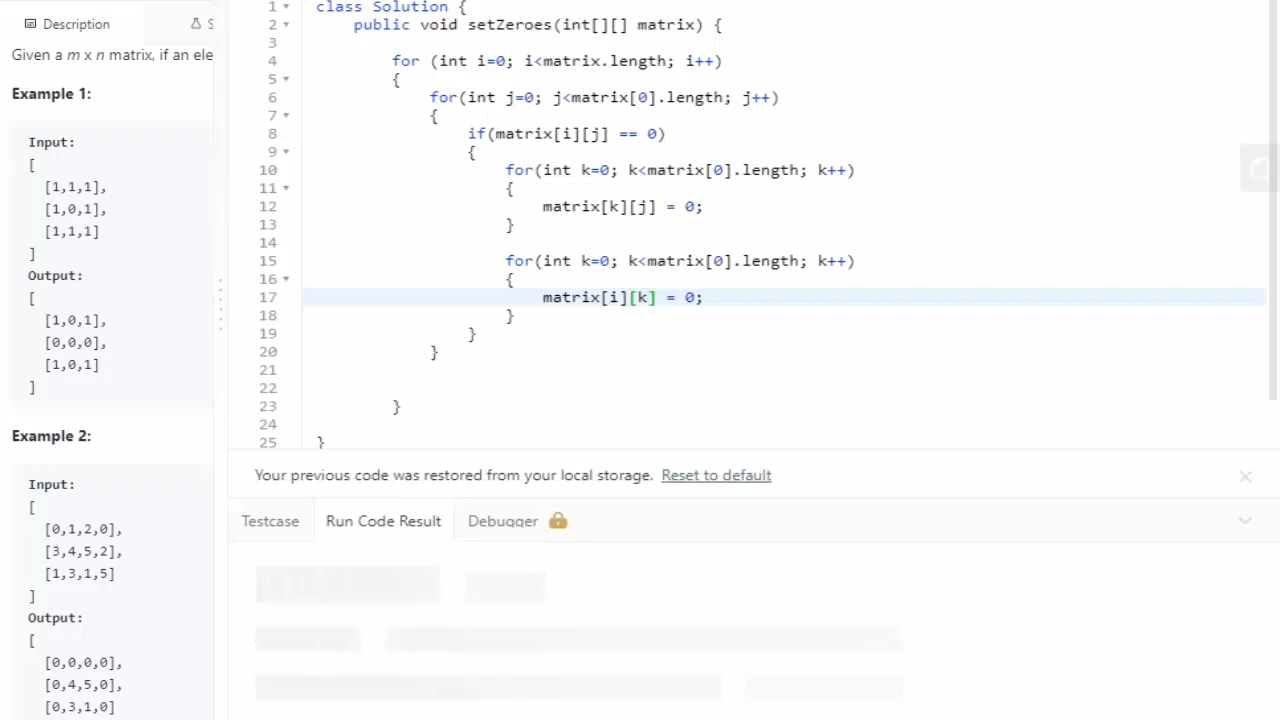 Description
S
Given a m x n matrix, if an ele
Example 1:
Input:
[
[1,1,1],
[1,0,1],
[1,1,1]
]
Output:
[
[1,0,1],
[0,0,0],
[1,0,1]
]
Example 2:
Input:
[
[0,1,2,0],
[3,4,5,2],
[1,3,1,5]
]
Output:
[
[0,0,0,0],
[0,4,5,0],
[0,3,1,0]
1 class Solution {
2 public void setZeroes(int[][] matrix) {
3
4 for (int i=0; i<matrix.length; i++)
5 {
6 for(int j=0; j<matrix[0].length; j++)
7 {
8 if(matrix[i][j] == 0)
9 {
10 for(int k=0; k<matrix[0].length; k++)
11 {
12 matrix[k][j] = 0;
13 }
14
15 for(int k=0; k<matrix[0].length; k++)
16 {
17 matrix[i][k] = 0;
18 }
19 }
20 }
21
22
23 }
24
25 }
Your previous code was restored from your local storage. Reset to default
Testcase Run Code Result Debugger